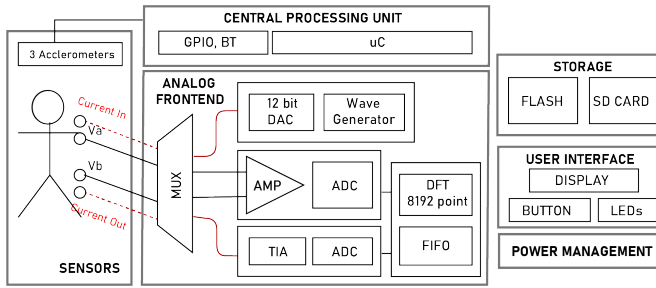 CENTRAL PROCESSING UNIT
GPIO, BT
uC
3 Acclerometers
Current In
Va
Vb
Current Out
SENSORS
ANALOG
FRONTEND
MUX
12 bit
DAC
Wave
Generator
AMP
ADC
TIA
ADC
DFT
8192 point
FIFO
STORAGE
FLASH
SD CARD
USER INTERFACE
DISPLAY
BUTTON
LEDs
POWER MANAGEMENT